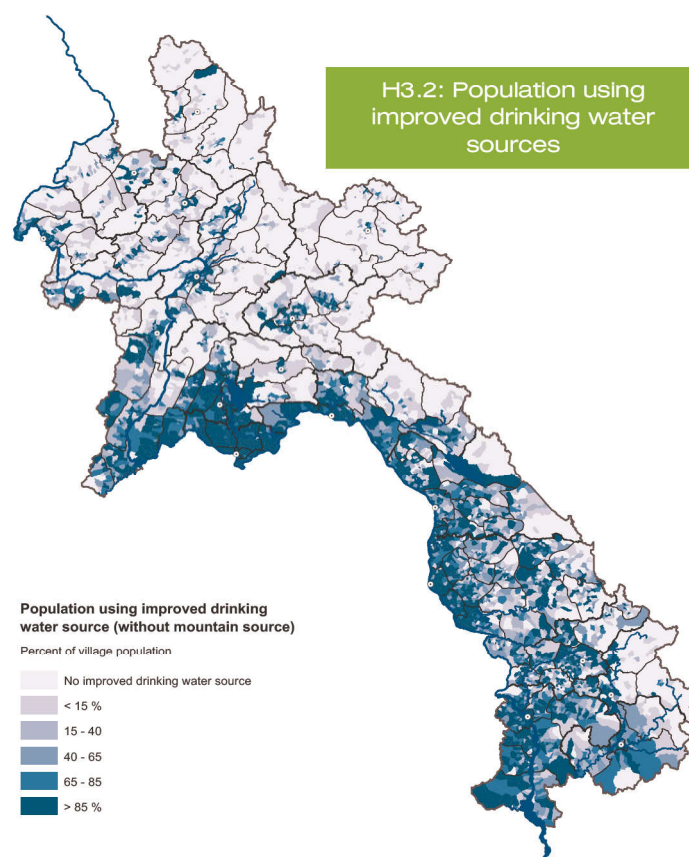 H3.2: Population using
improved drinking water
sources
Population using improved drinking
water source (without mountain source)
Percent of village population
No improved drinking water source
< 15 %
15 - 40
40 - 65
65 - 85
> 85 %